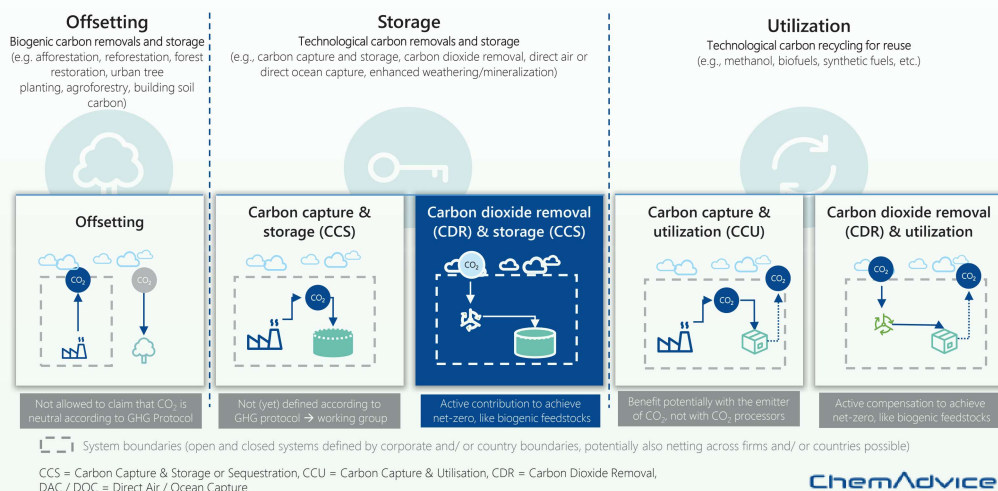 Offsetting
Biogenic carbon removals and storage
(e.g. afforestation, reforestation, forest
restoration, urban tree
planting, agroforestry, building soil
carbon)
Storage
Technological carbon removals and storage
(e.g., carbon capture and storage, carbon dioxide removal, direct air or
direct ocean capture, enhanced weathering/mineralization)
Utilization
Technological carbon recycling for reuse
(e.g., methanol, biofuels, synthetic fuels, etc.)
Offsetting
CO₂
CO₂
Not allowed to claim that CO₂ is
neutral according to GHG Protocol
Carbon capture &
storage (CCS)
CO₂
Not (yet) defined according to
GHG protocol → working group
Carbon dioxide removal
(CDR) & storage (CCS)
CO₂
Active contribution to achieve
net-zero, like biogenic feedstocks
Carbon capture &
utilization (CCU)
CO₂
CO₂
Benefit potentially with the emitter
of CO₂, not with CO₂ processors
Carbon dioxide removal
(CDR) & utilization
CO₂
CO₂
Active compensation to achieve
net-zero, like biogenic feedstocks
System boundaries (open and closed systems defined by corporate and/ or country boundaries, potentially also netting across firms and/ or countries possible)
CCS = Carbon Capture & Storage or Sequestration, CCU = Carbon Capture & Utilisation, CDR = Carbon Dioxide Removal,
DAC / DOC = Direct Air / Ocean Capture
ChemAdvice